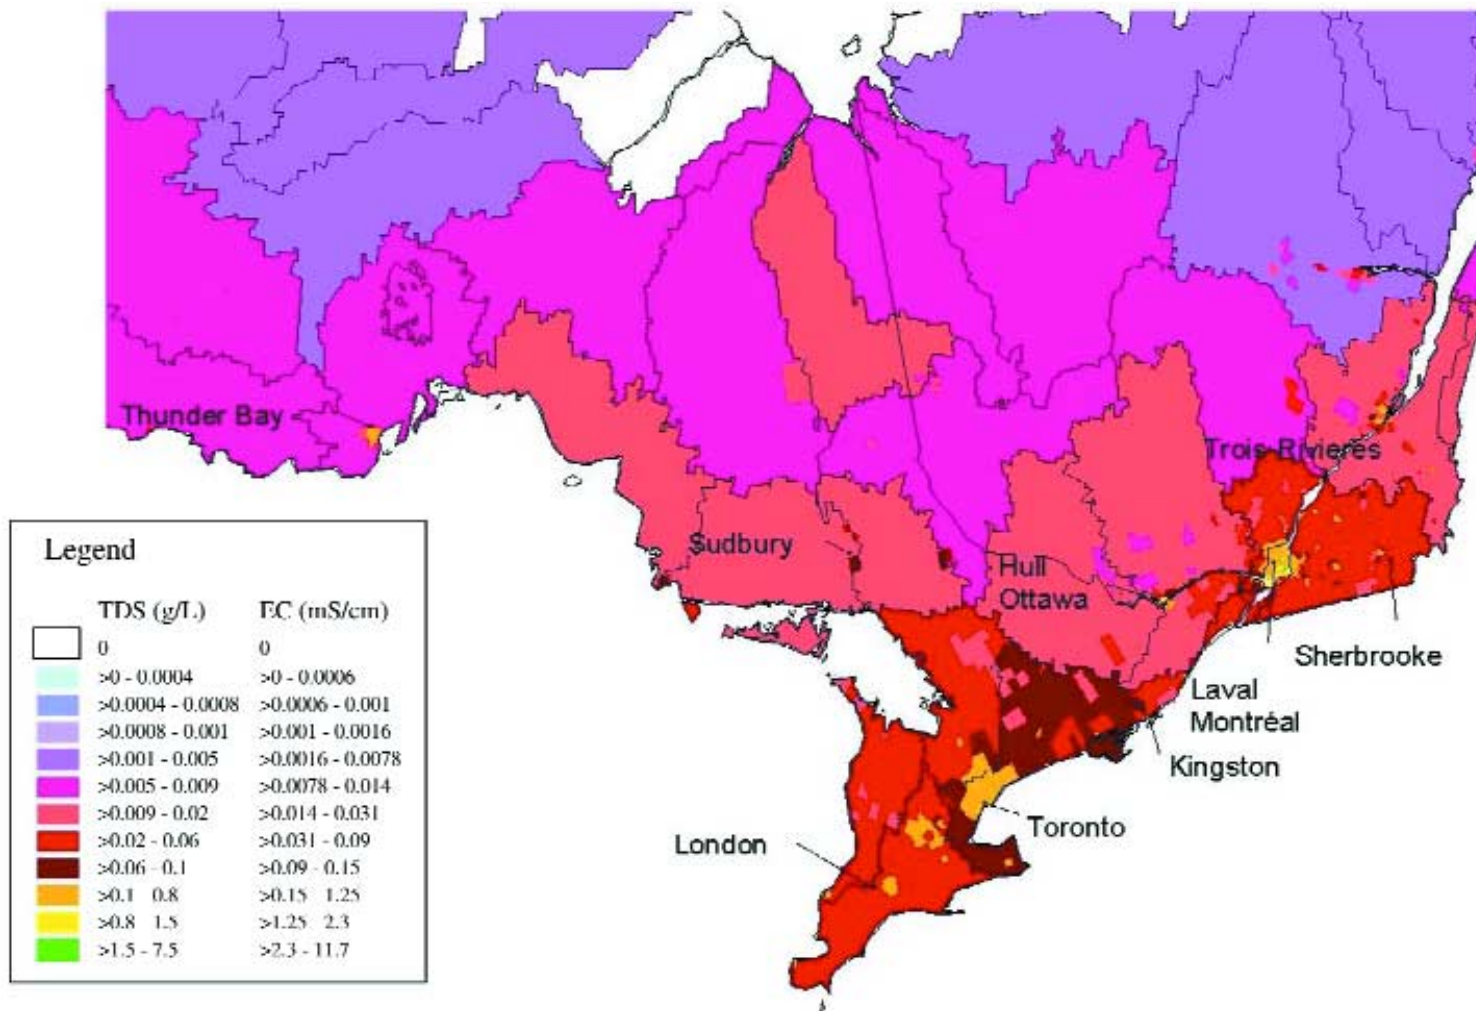 Thunder Bay
Trois-Rivieres
Sudbury
Hull
Ottawa
Sherbrooke
Laval
Montréal
Kingston
Toronto
London
Legend
TDS (g/L) EC (mS/cm)
0 0
>0 - 0.0004 >0 - 0.0006
>0.0004 - 0.0008 >0.0006 - 0.001
>0.0008 - 0.001 >0.001 - 0.0016
>0.001 - 0.005 >0.0016 - 0.0078
>0.005 - 0.009 >0.0078 - 0.014
>0.009 - 0.02 >0.014 - 0.031
>0.02 - 0.06 >0.031 - 0.09
>0.06 - 0.1 >0.09 - 0.15
>0.1 0.8 >0.15 1.25
>0.8 1.5 >1.25 2.3
>1.5 - 7.5 >2.3 - 11.7